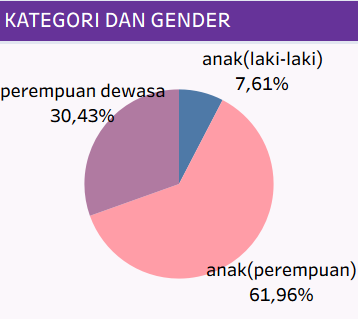 KATEGORI DAN GENDER
anak(laki-laki)
7,61%
perempuan dewasa
30,43%
anak(perempuan)
61,96%